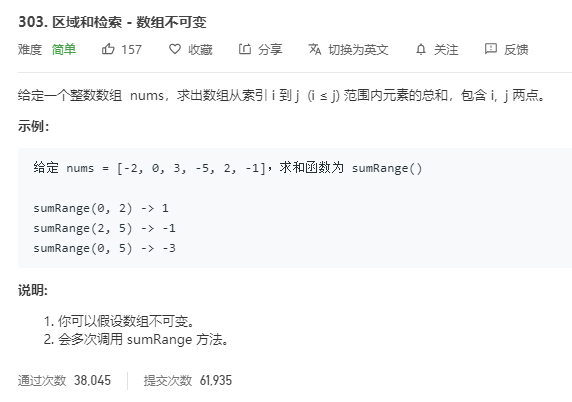 303. 区域和检索 - 数组不可变
难度 简单 157 收藏 分享 切换为英文 关注 反馈
给定一个整数数组 nums，求出数组从索引 i 到 j (i ≤ j) 范围内元素的总和，包含 i, j 两点。
示例：
给定 nums = [-2, 0, 3, -5, 2, -1]，求和函数为 sumRange()
sumRange(0, 2) -> 1
sumRange(2, 5) -> -1
sumRange(0, 5) -> -3
说明:
1. 你可以假设数组不可变。
2. 会多次调用 sumRange 方法。
通过次数 38,045 提交次数 61,935